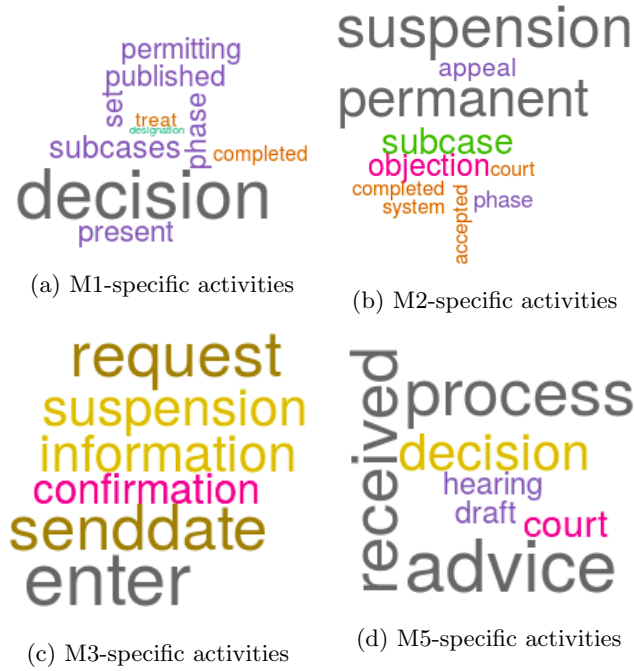 permitting
published
set
phase
treat
designation
subcases
completed
decision
present
(a) M1-specific activities
suspension
appeal
permanent
subcase
objection
court
completed
system
accepted
phase
(b) M2-specific activities
request
suspension
information
confirmation
senddate
enter
(c) M3-specific activities
received
process
decision
hearing
draft
court
advice
(d) M5-specific activities